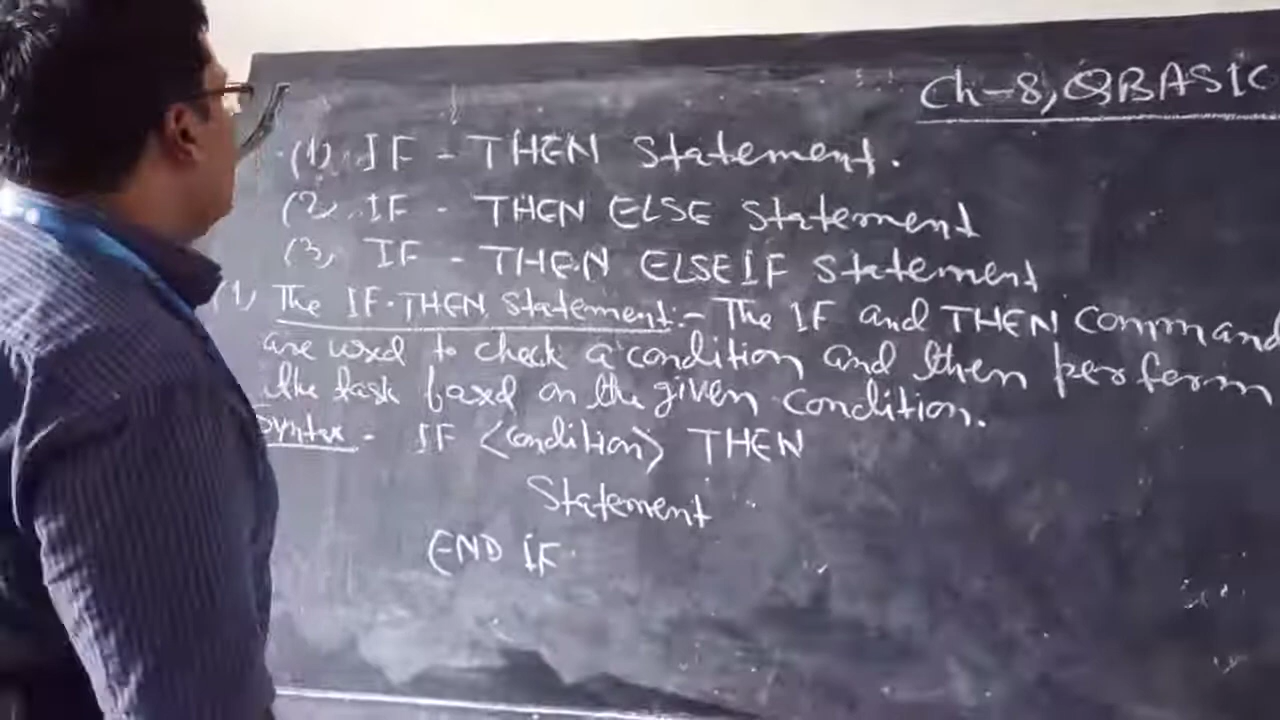 Ch-8, QBASIC
(1) IF - THEN Statement.
(2) IF - THEN ELSE Statement
(3) IF - THEN ELSEIF Statement
(1) The IF-THEN Statement:- The IF and THEN Command
are used to check a condition and then perform
the task based on the given condition.
Syntax - IF <condition> THEN
Statement
END IF